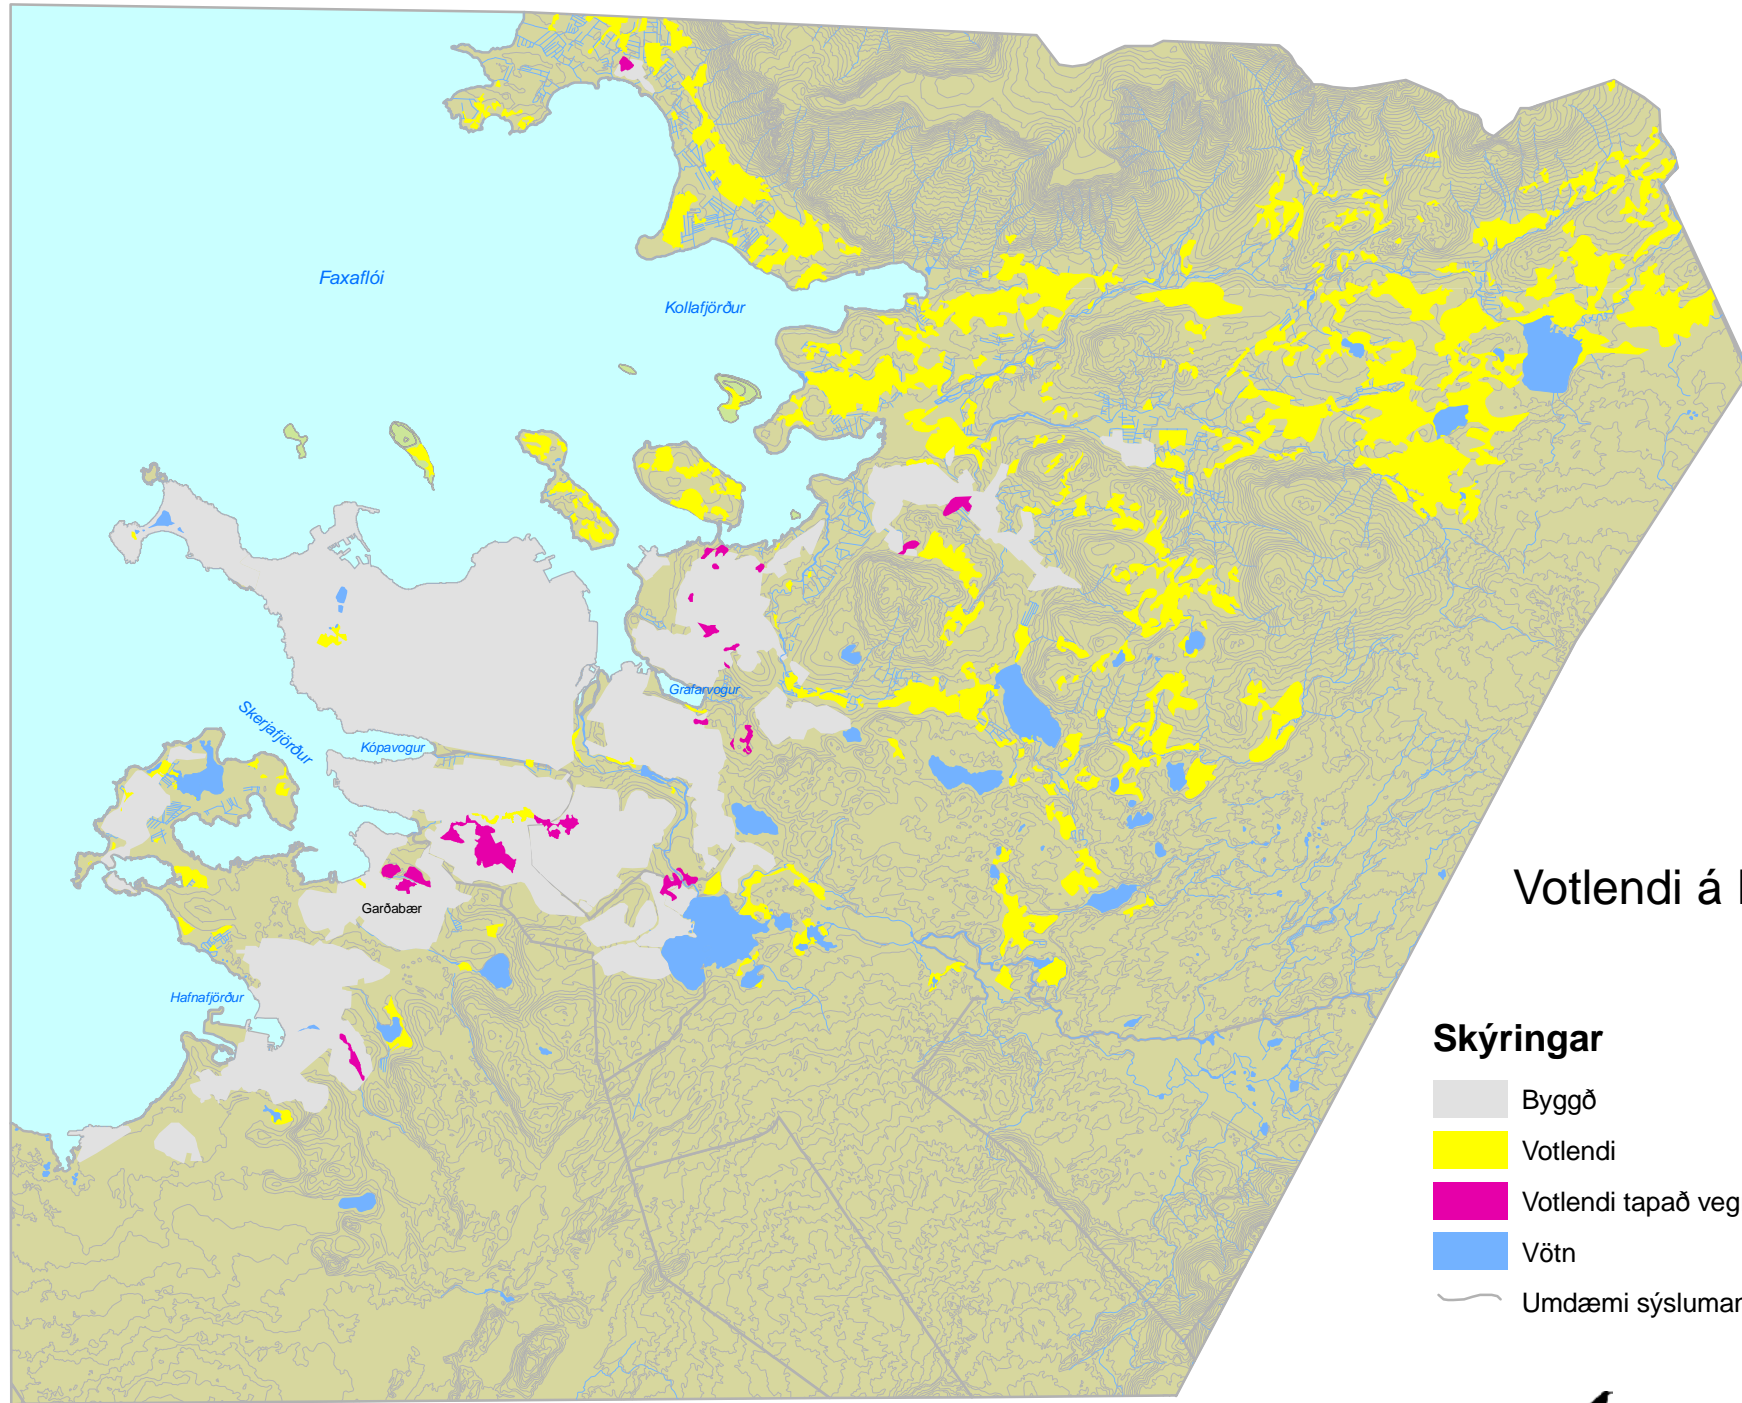 Faxaflói
Kollafjörður
Grafarvogur
Skerjafjörður
Kópavogur
Garðabær
Hafnafjörður
Votlendi á
Skýringar
Byggð
Votlendi
Votlendi tapað veg
Vötn
Umdæmi sýslumar